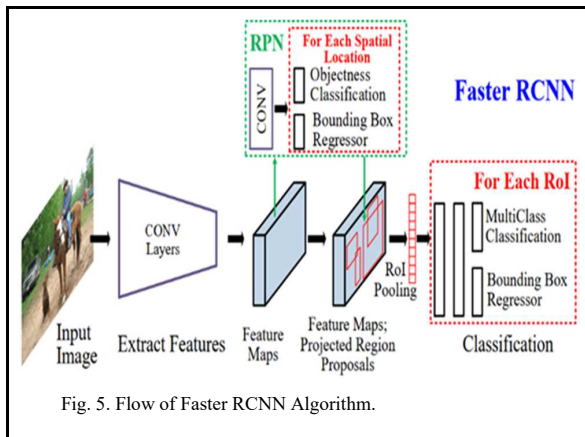 RPN
For Each Spatial
Location
CONV
Objectness
Classification
Bounding Box
Regressor
Faster RCNN
CONV
Layers
For Each RoI
MultiClass
Classification
Bounding Box
Regressor
RoI
Pooling
Input
Image
Extract Features
Feature
Maps
Feature Maps;
Projected Region
Proposals
Classification
Fig. 5. Flow of Faster RCNN Algorithm.